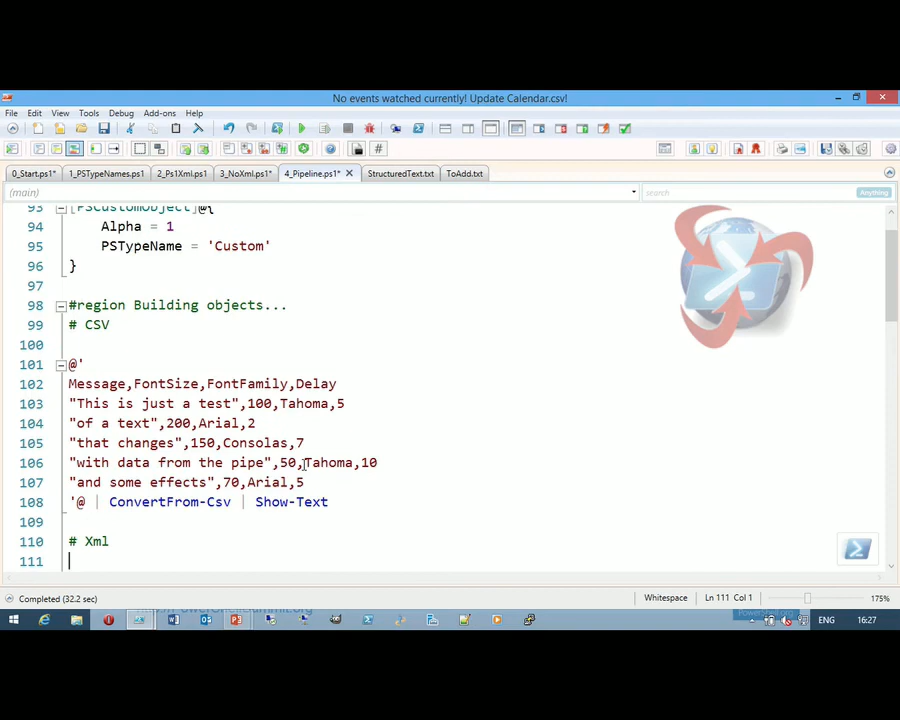 No events watched currently! Update Calendar.csv!
File Edit View Tools Debug Add-ons Help
0_Start.ps1* 1_PSTypeNames.ps1 2_Ps1Xml.ps1 3_NoXml.ps1* 4_Pipeline.ps1* StructuredText.txt ToAdd.txt
(main) search Anything
93 [PSCustomObject]@{
94 Alpha = 1
95 PSTypeName = 'Custom'
96 }
97
98 #region Building objects...
99 # CSV
100
101 @'
102 Message,FontSize,FontFamily,Delay
103 "This is just a test",100,Tahoma,5
104 "of a text",200,Arial,2
105 "that changes",150,Consolas,7
106 "with data from the pipe",50,Tahoma,10
107 "and some effects",70,Arial,5
108 '@ | ConvertFrom-Csv | Show-Text
109
110 # Xml
111
Completed (32.2 sec) Whitespace Ln 111 Col 1 175%
ENG 16:27